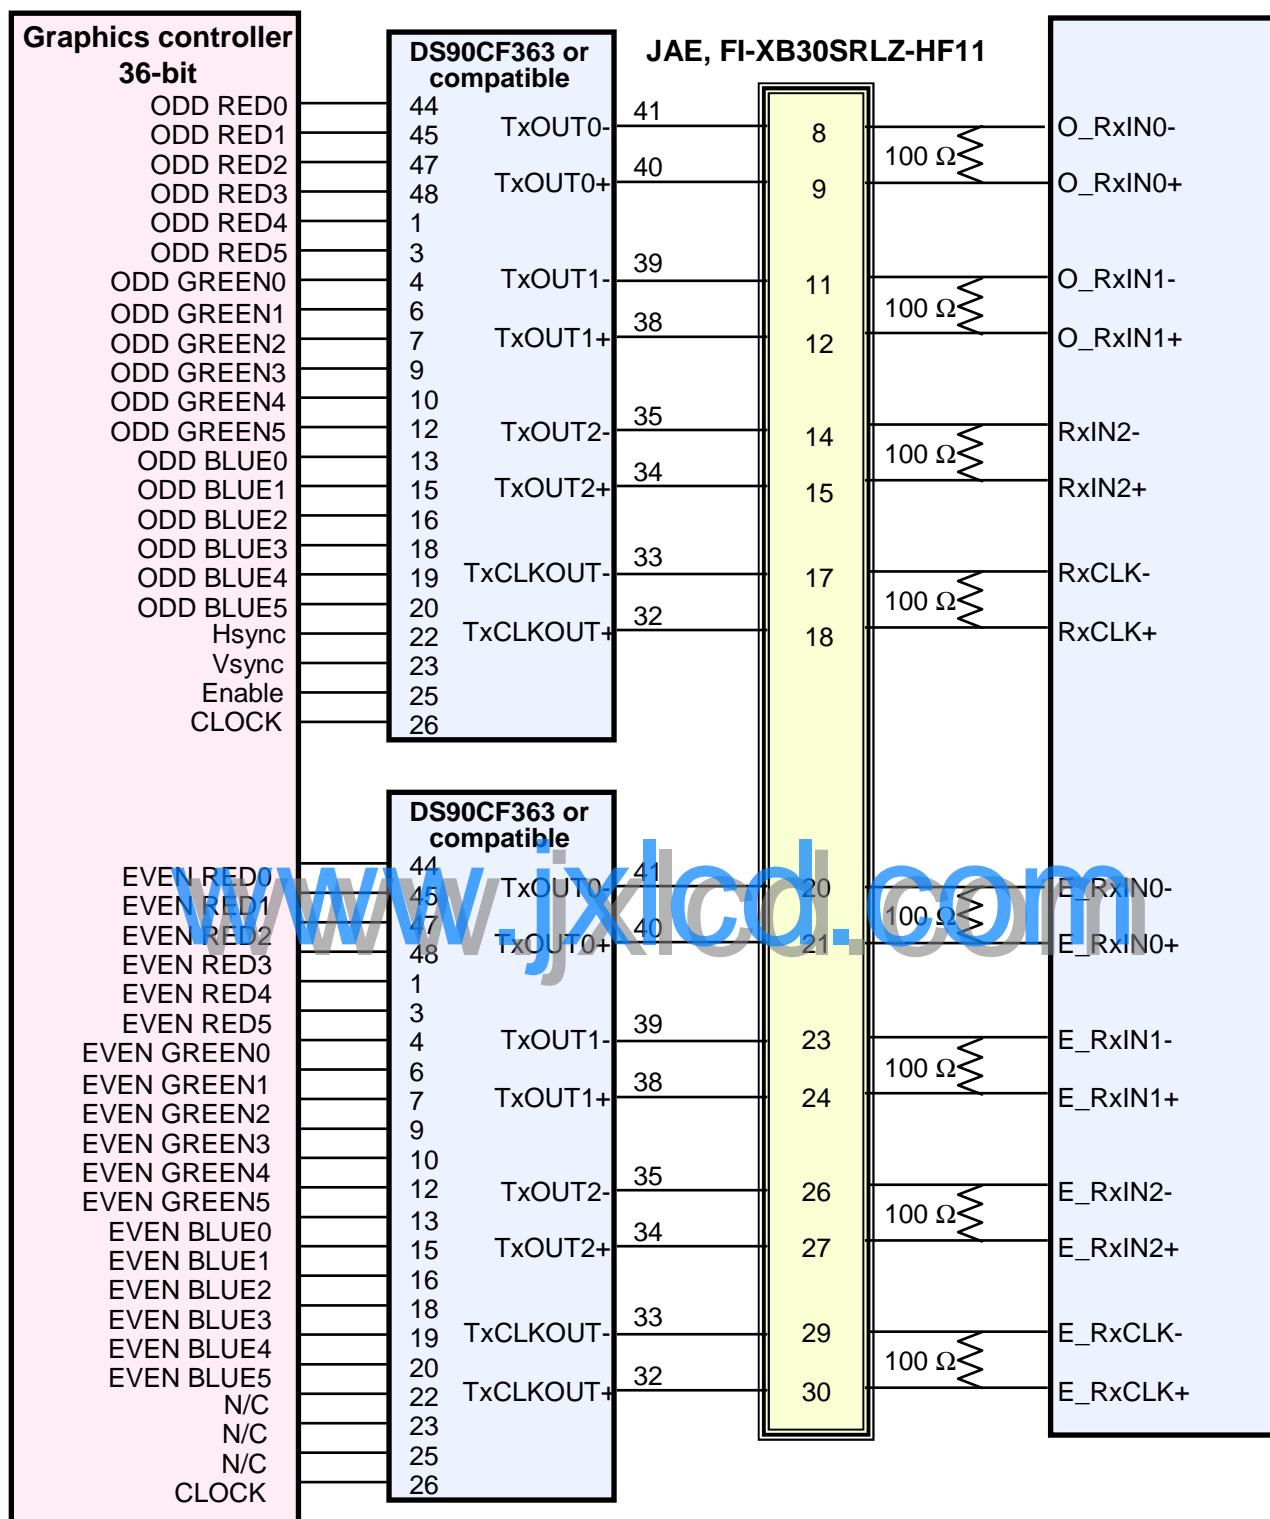 Graphics controller
36-bit
ODD RED0
ODD RED1
ODD RED2
ODD RED3
ODD RED4
ODD RED5
ODD GREEN0
ODD GREEN1
ODD GREEN2
ODD GREEN3
ODD GREEN4
ODD GREEN5
ODD BLUE0
ODD BLUE1
ODD BLUE2
ODD BLUE3
ODD BLUE4
ODD BLUE5
Hsync
Vsync
Enable
CLOCK
DS90CF363 or
compatible
44
45
47
48
1
3
4
6
7
9
10
12
13
15
16
18
19
20
22
23
25
26
TxOUT0- 41
TxOUT0+ 40
TxOUT1- 39
TxOUT1+ 38
TxOUT2- 35
TxOUT2+ 34
TxCLKOUT- 33
TxCLKOUT+ 32
JAE, FI-XB30SRLZ-HF11
8
9
11
12
14
15
17
18
100 Ω
100 Ω
100 Ω
100 Ω
O_RxIN0-
O_RxIN0+
O_RxIN1-
O_RxIN1+
RxIN2-
RxIN2+
RxCLK-
RxCLK+
EVEN RED0
EVEN RED1
EVEN RED2
EVEN RED3
EVEN RED4
EVEN RED5
EVEN GREEN0
EVEN GREEN1
EVEN GREEN2
EVEN GREEN3
EVEN GREEN4
EVEN GREEN5
EVEN BLUE0
EVEN BLUE1
EVEN BLUE2
EVEN BLUE3
EVEN BLUE4
EVEN BLUE5
N/C
N/C
N/C
CLOCK
DS90CF363 or
compatible
44
45
47
48
1
3
4
6
7
9
10
12
13
15
16
18
19
20
22
23
25
26
TxOUT0- 41
TxOUT0+ 40
TxOUT1- 39
TxOUT1+ 38
TxOUT2- 35
TxOUT2+ 34
TxCLKOUT- 33
TxCLKOUT+ 32
20
21
23
24
26
27
29
30
100 Ω
100 Ω
100 Ω
100 Ω
E_RxIN0-
E_RxIN0+
E_RxIN1-
E_RxIN1+
E_RxIN2-
E_RxIN2+
E_RxCLK-
E_RxCLK+
www.jxlcd.com